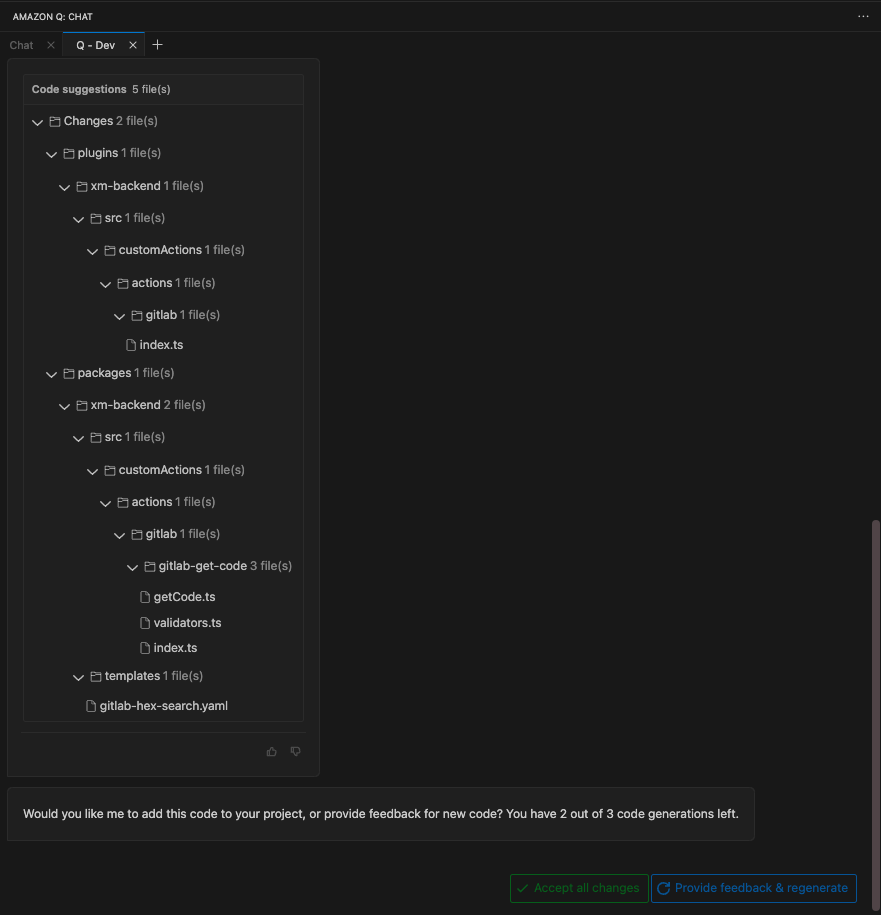 AMAZON Q: CHAT
Chat
Q - Dev
Code suggestions 5 file(s)
Changes 2 file(s)
plugins 1 file(s)
xm-backend 1 file(s)
src 1 file(s)
customActions 1 file(s)
actions 1 file(s)
gitlab 1 file(s)
index.ts
packages 1 file(s)
xm-backend 2 file(s)
src 1 file(s)
customActions 1 file(s)
actions 1 file(s)
gitlab 1 file(s)
gitlab-get-code 3 file(s)
getCode.ts
validators.ts
index.ts
templates 1 file(s)
gitlab-hex-search.yaml
Would you like me to add this code to your project, or provide feedback for new code? You have 2 out of 3 code generations left.
Accept all changes
Provide feedback & regenerate